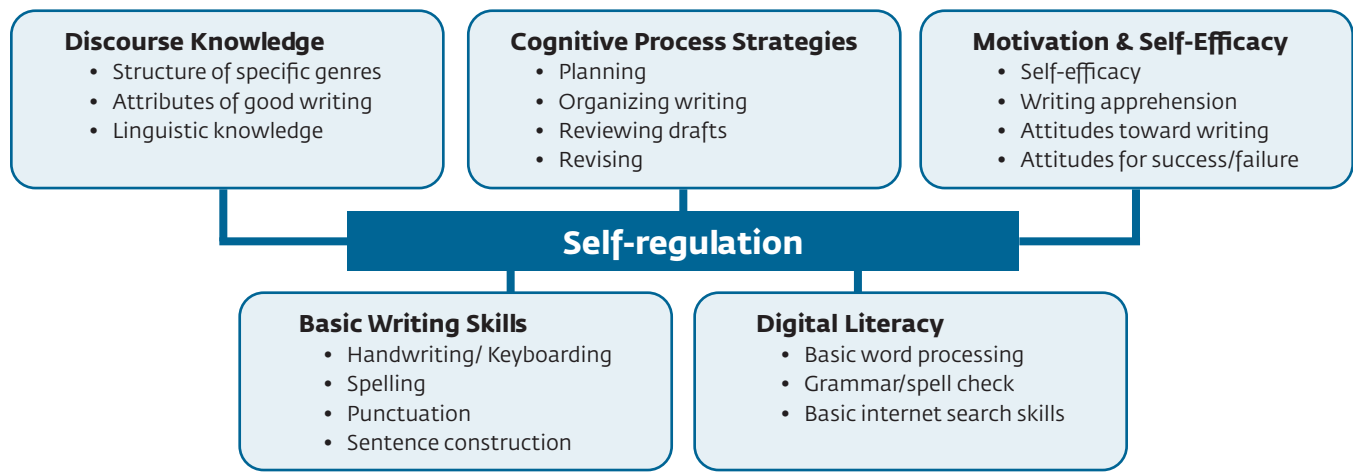 Discourse Knowledge
• Structure of specific genres
• Attributes of good writing
• Linguistic knowledge
Cognitive Process Strategies
• Planning
• Organizing writing
• Reviewing drafts
• Revising
Motivation & Self-Efficacy
• Self-efficacy
• Writing apprehension
• Attitudes toward writing
• Attitudes for success/failure
Self-regulation
Basic Writing Skills
• Handwriting/ Keyboarding
• Spelling
• Punctuation
• Sentence construction
Digital Literacy
• Basic word processing
• Grammar/spell check
• Basic internet search skills